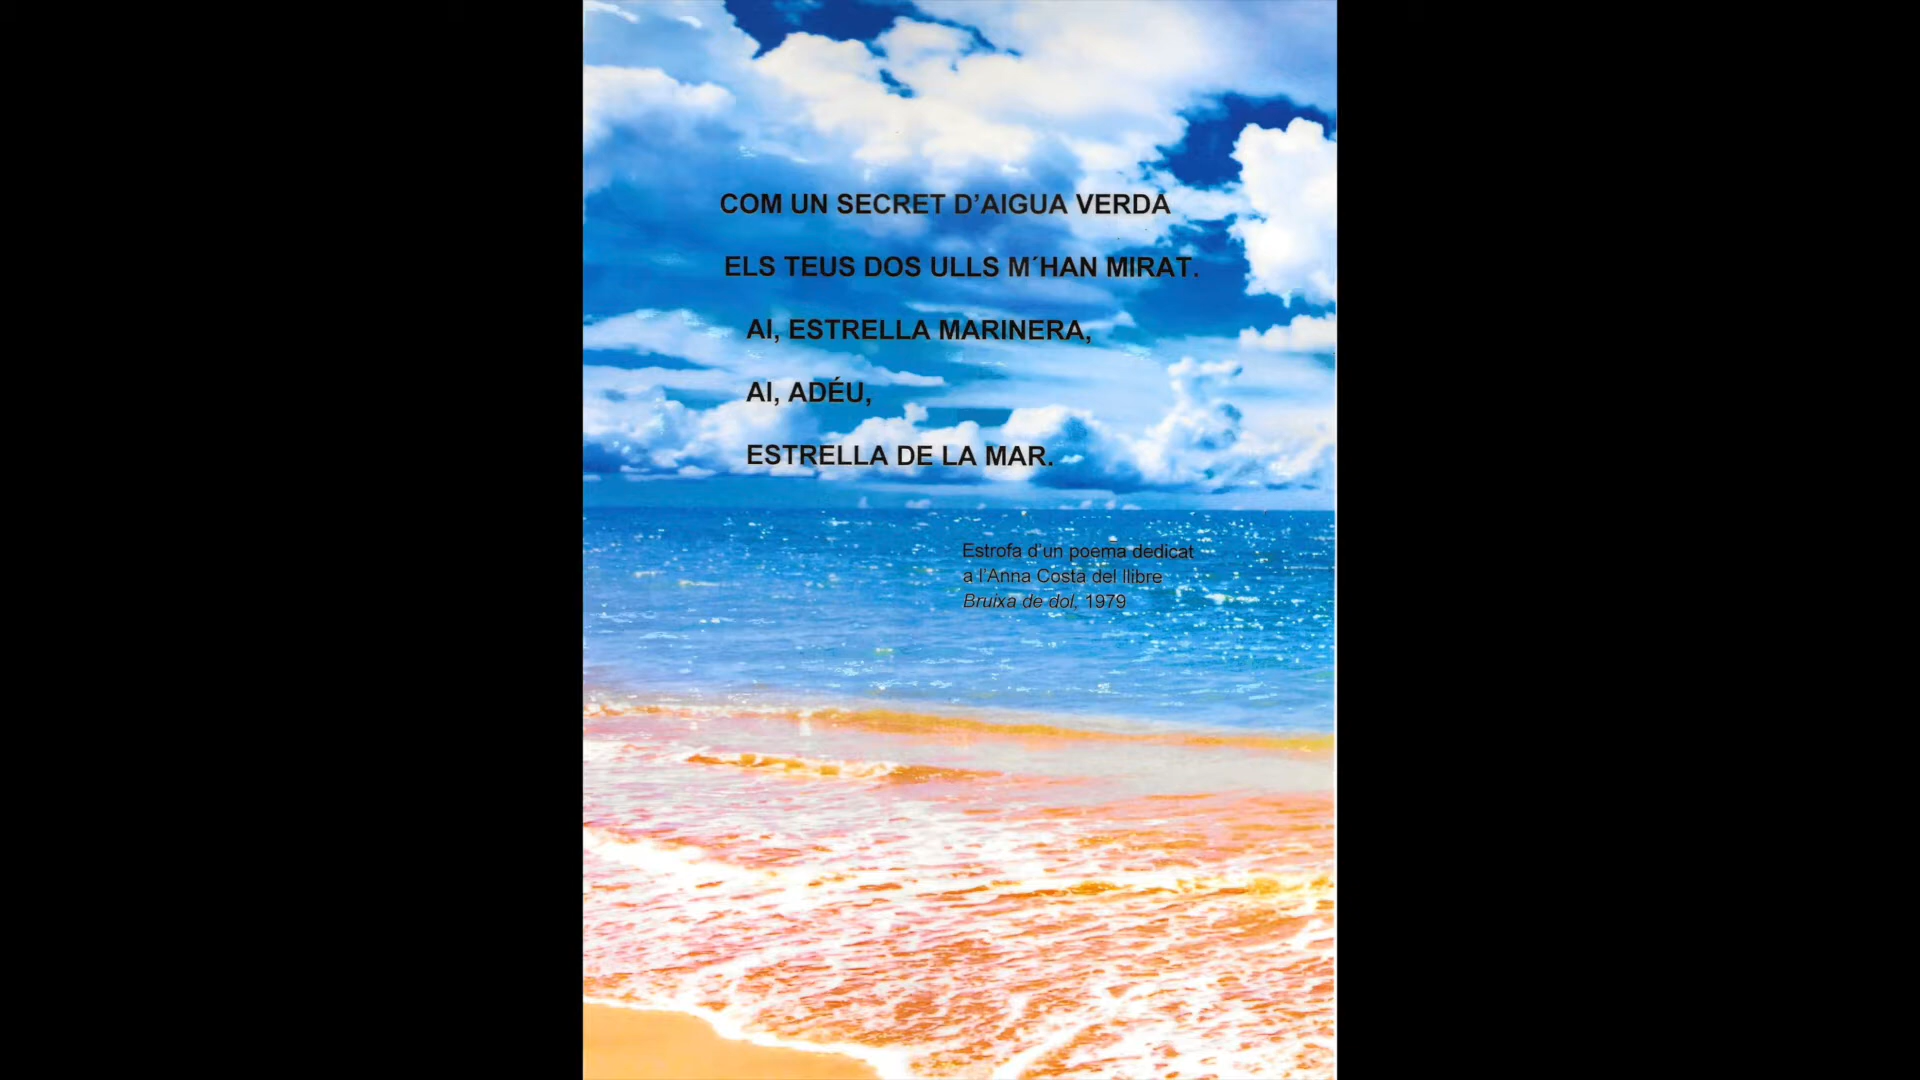 COM UN SECRET D’AIGUA VERDA
ELS TEUS DOS ULLS M´HAN MIRAT.
AI, ESTRELLA MARINERA,
AI, ADÉU,
ESTRELLA DE LA MAR.
Estrofa d’un poema dedicat
a l’Anna Costa del llibre
Bruixa de dol, 1979